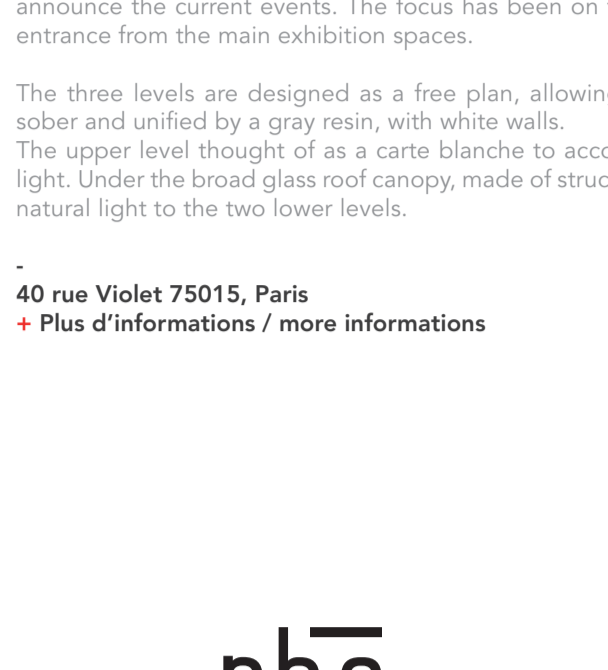 announce the current events. The focus has been on
entrance from the main exhibition spaces.
The three levels are designed as a free plan, allowin
sober and unified by a gray resin, with white walls.
The upper level thought of as a carte blanche to acco
light. Under the broad glass roof canopy, made of struc
natural light to the two lower levels.
-
40 rue Violet 75015, Paris
+ Plus d’informations / more informations